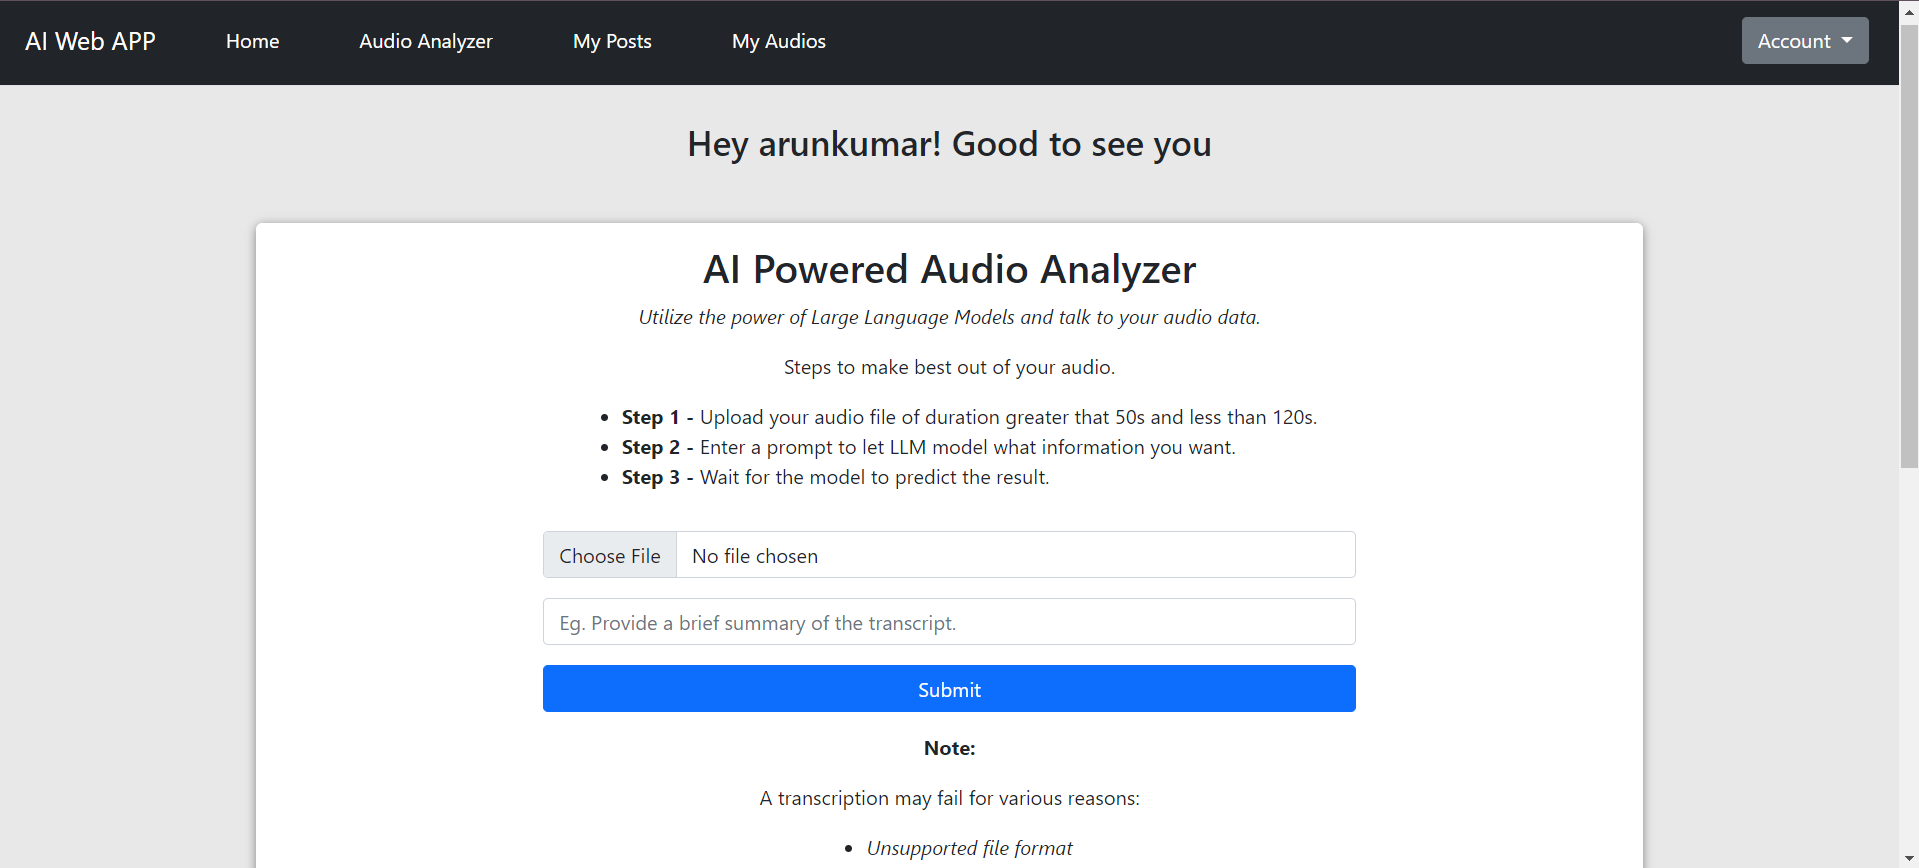 AI Web APP Home Audio Analyzer My Posts My Audios Account
Hey arunkumar! Good to see you
AI Powered Audio Analyzer
Utilize the power of Large Language Models and talk to your audio data.
Steps to make best out of your audio.
• Step 1 - Upload your audio file of duration greater that 50s and less than 120s.
• Step 2 - Enter a prompt to let LLM model what information you want.
• Step 3 - Wait for the model to predict the result.
Choose File No file chosen
Eg. Provide a brief summary of the transcript.
Submit
Note:
A transcription may fail for various reasons:
• Unsupported file format